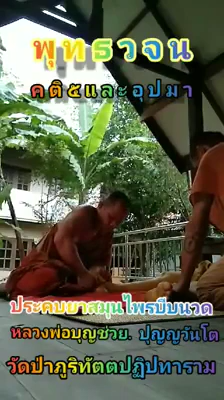 พุทธวจน
คติ๕และอุปมา
ประคบยาสมุนไพรบีบนวด
หลวงพ่อบุญช่วย. ปุญญวันโต
วัดป่าภูริทัตตปฏิปทาราม